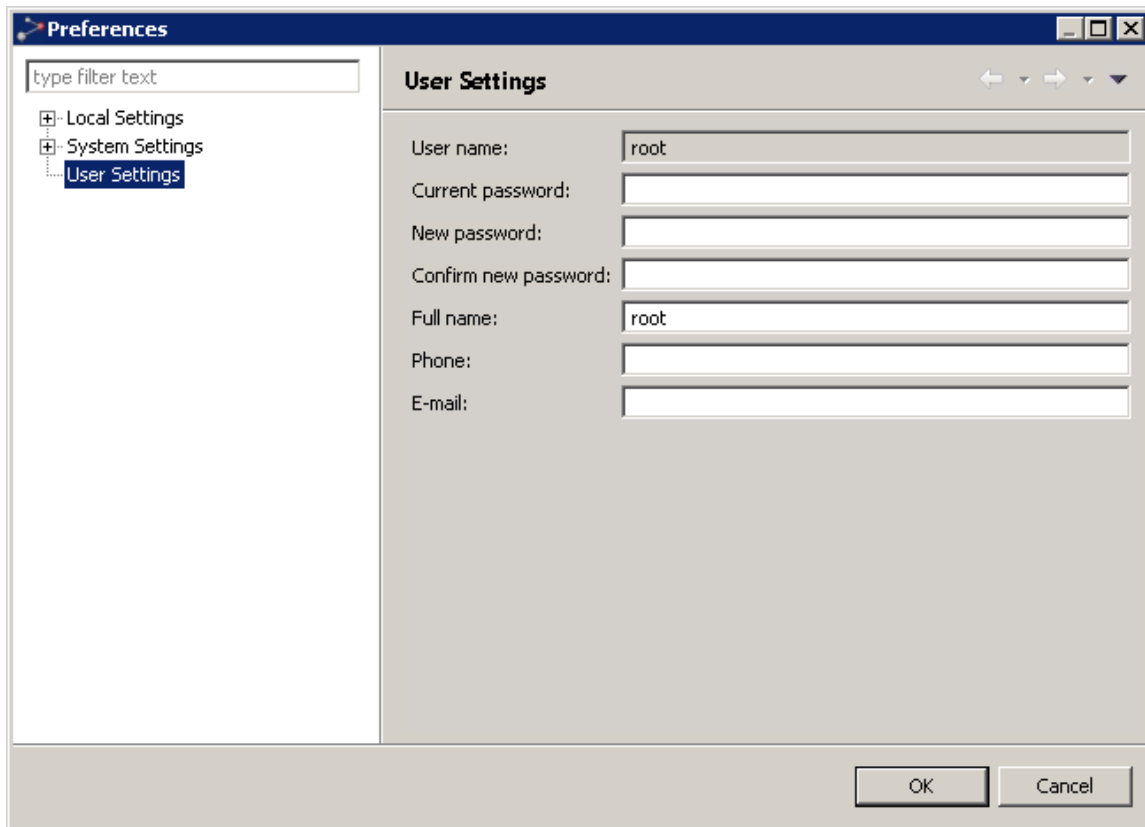 Preferences
type filter text
Local Settings
System Settings
User Settings
User Settings
User name: root
Current password:
New password:
Confirm new password:
Full name: root
Phone:
E-mail:
OK Cancel